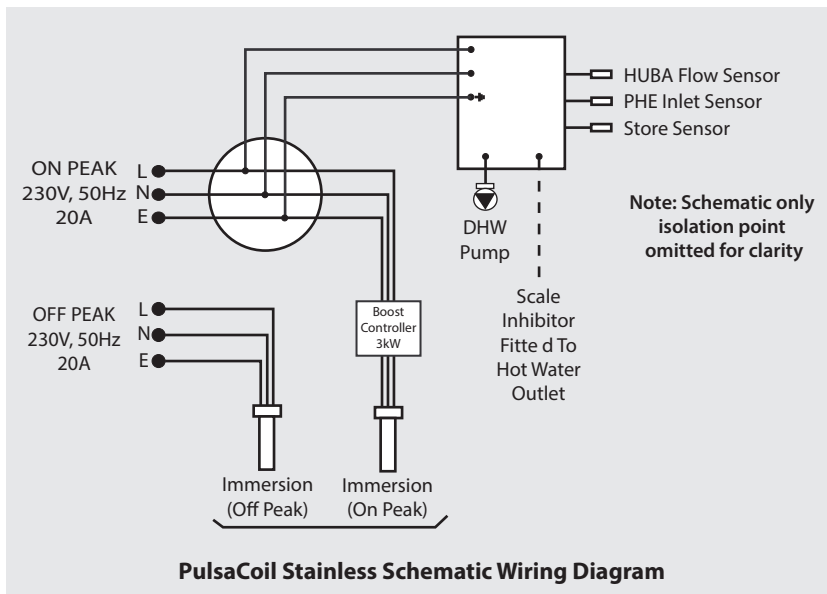 HUBA Flow Sensor
PHE Inlet Sensor
Store Sensor
ON PEAK
230V, 50Hz
20A
L
N
E
DHW
Pump
Note: Schematic only
isolation point
omitted for clarity
Scale
Inhibitor
Fitte d To
Hot Water
Outlet
OFF PEAK
230V, 50Hz
20A
L
N
E
Boost
Controller
3kW
Immersion
(Off Peak)
Immersion
(On Peak)
PulsaCoil Stainless Schematic Wiring Diagram